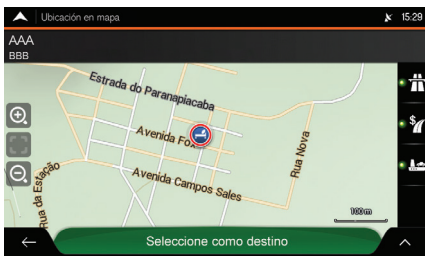 Ubicación en mapa
15:29
AAA
BBB
Estrada do Paranapiacaba
Avenida Fox
Rua Nova
Avenida Campos Sales
Rua da Estação
100 m
Seleccione como destino